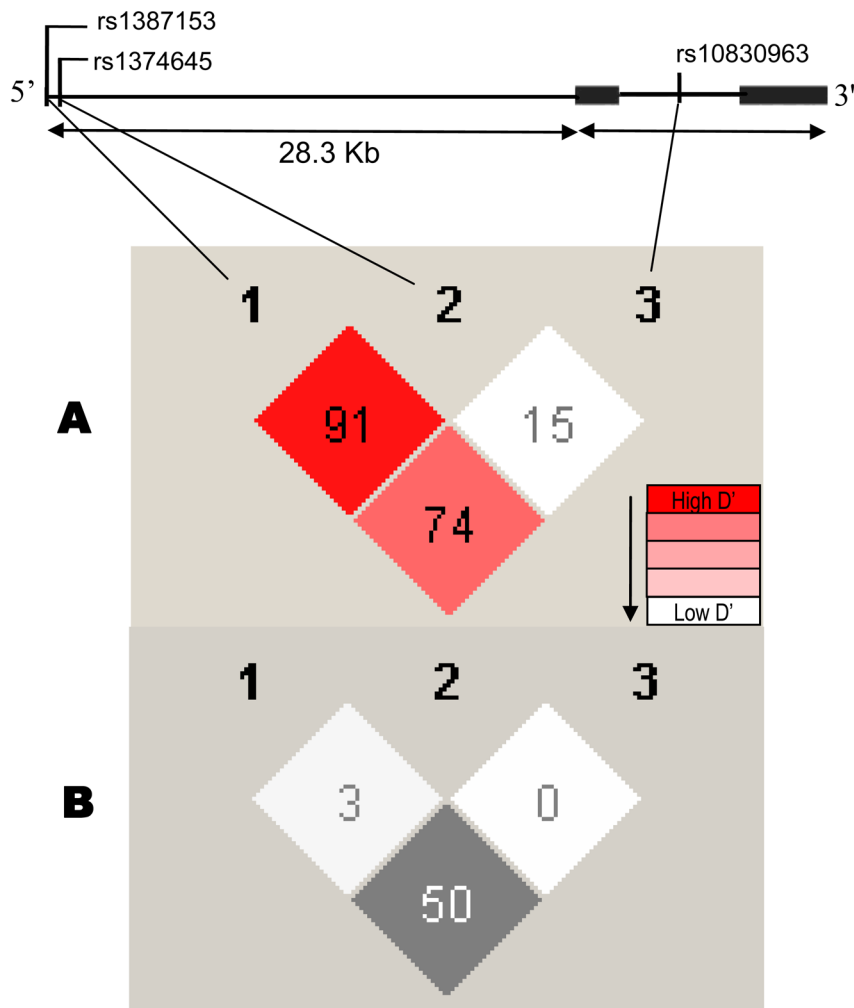 rs1387153
rs1374645
rs10830963
5’
3'
28.3 Kb
1 2 3
A
91 15
74
High D’
Low D’
1 2 3
B
3 0
50